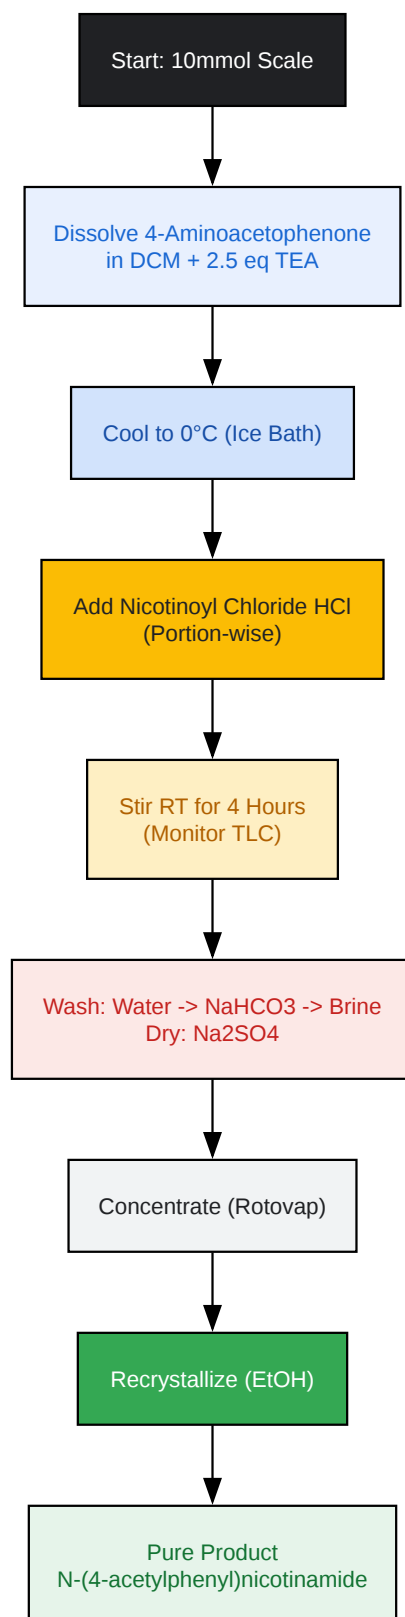 Start: 10mmol Scale
Dissolve 4-Aminoacetophenone
in DCM + 2.5 eq TEA
Cool to 0°C (Ice Bath)
Add Nicotinoyl Chloride HCl
(Portion-wise)
Stir RT for 4 Hours
(Monitor TLC)
Wash: Water -> NaHCO3 -> Brine
Dry: Na2SO4
Concentrate (Rotovap)
Recrystallize (EtOH)
Pure Product
N-(4-acetylphenyl)nicotinamide